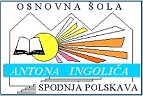 OSNOVNA ŠOLA
ANTONA INGOLIČA
SPODNJA POLSKAVA